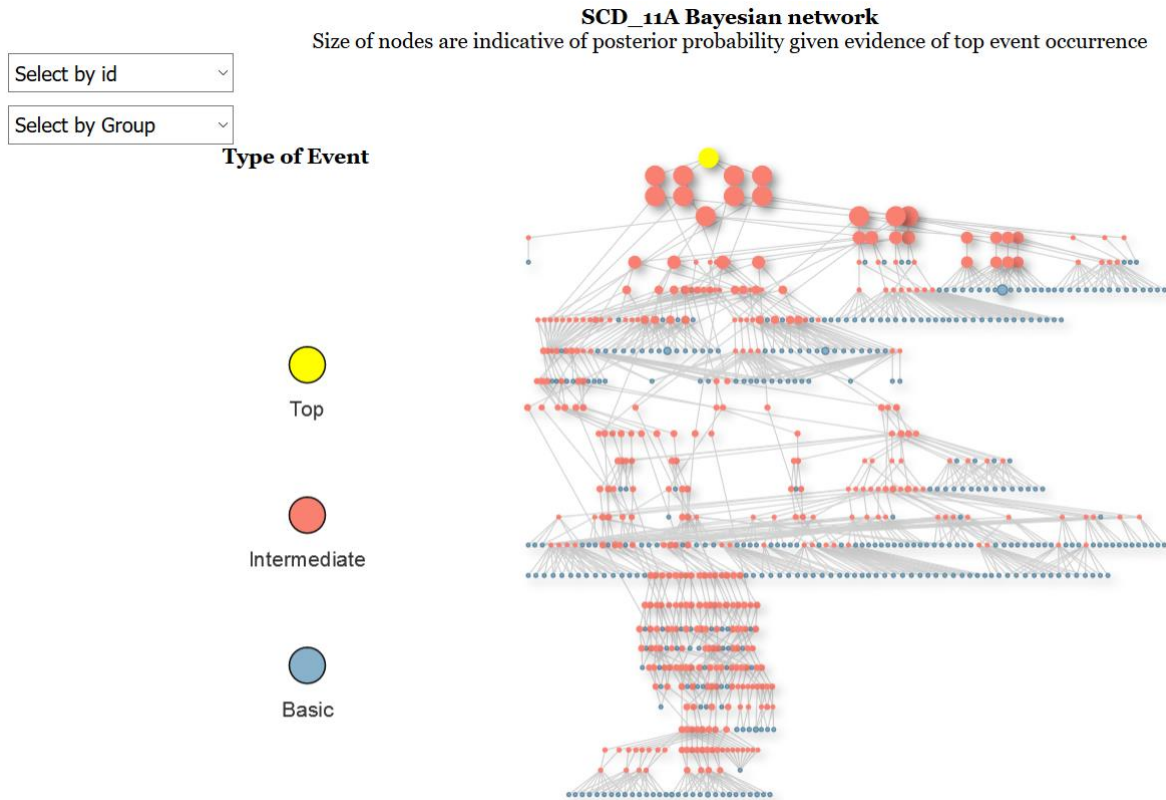 SCD_11A Bayesian network
Size of nodes are indicative of posterior probability given evidence of top event occurrence
Select by id
Select by Group
Type of Event
Top
Intermediate
Basic